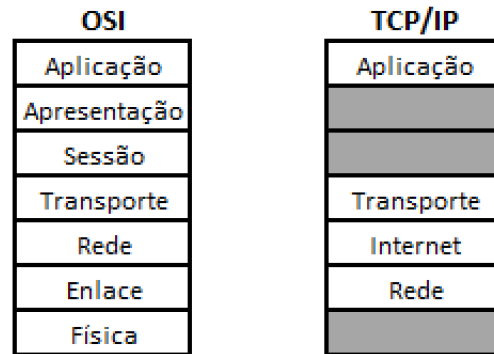 OSI TCP/IP
Aplicação Aplicação
Apresentação
Sessão
Transporte Transporte
Rede Internet
Enlace Rede
Física